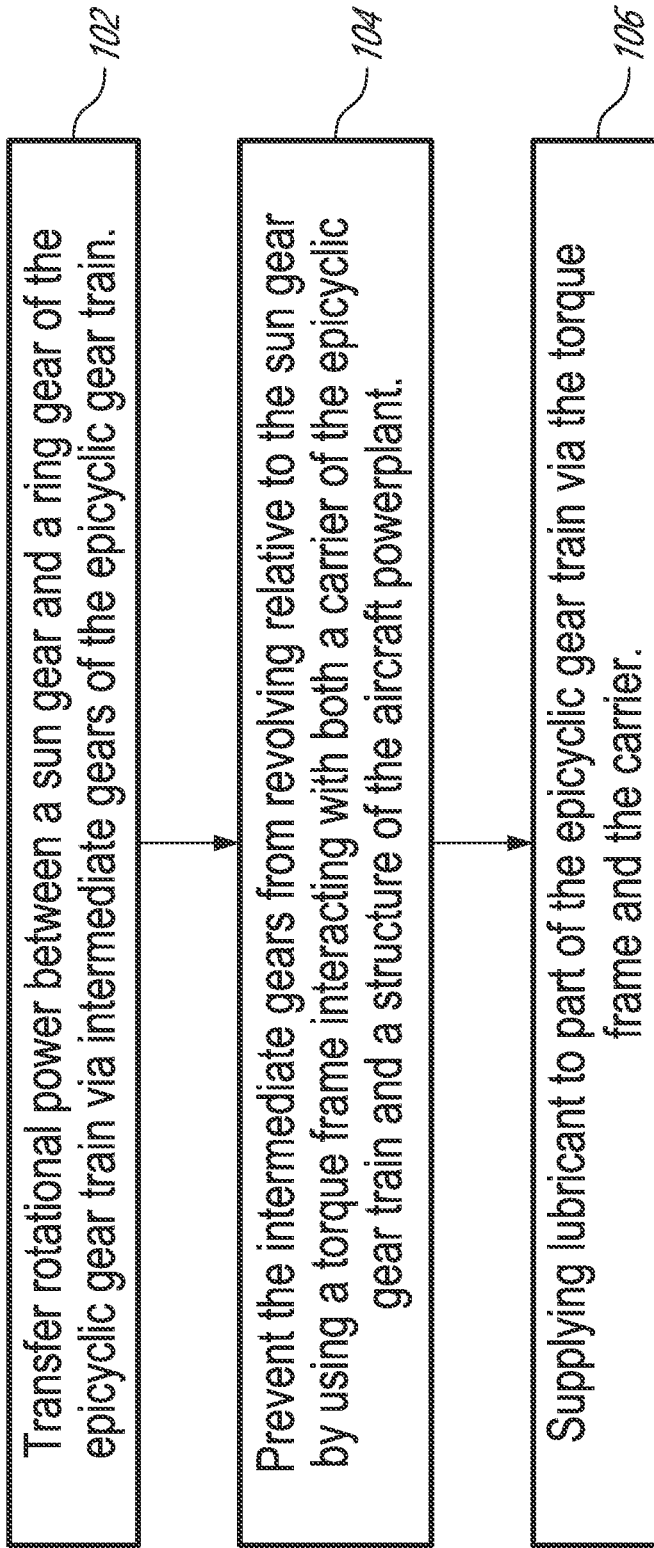 Transfer rotational power between a sun gear and a ring gear of the
epicyclic gear train via intermediate gears of the epicyclic gear train.
102
Prevent the intermediate gears from revolving relative to the sun gear
by using a torque frame interacting with both a carrier of the epicyclic
gear train and a structure of the aircraft powerplant.
104
Supplying lubricant to part of the epicyclic gear train via the torque
frame and the carrier.
106